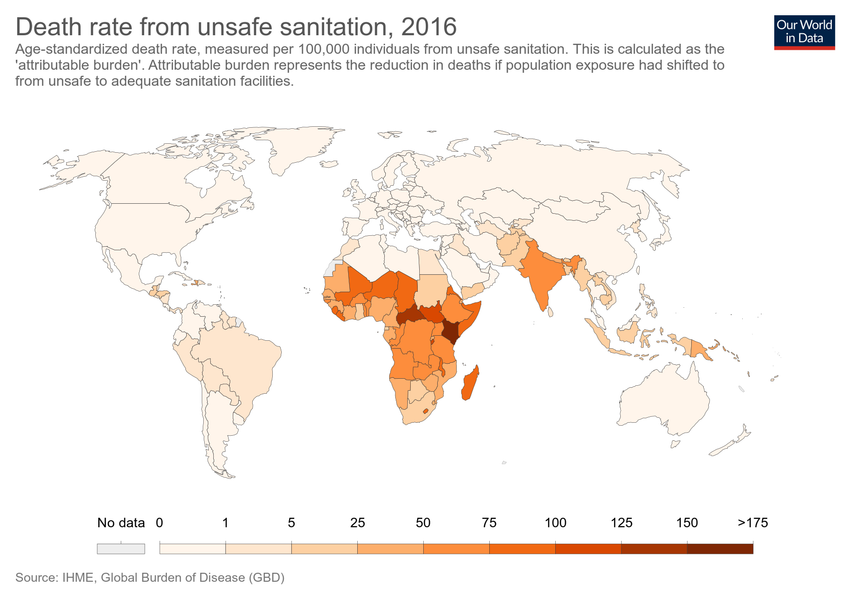 Death rate from unsafe sanitation, 2016
Our World
in Data
Age-standardized death rate, measured per 100,000 individuals from unsafe sanitation. This is calculated as the
'attributable burden'. Attributable burden represents the reduction in deaths if population exposure had shifted to
from unsafe to adequate sanitation facilities.
No data 0 1 5 25 50 75 100 125 150 >175
Source: IHME, Global Burden of Disease (GBD)